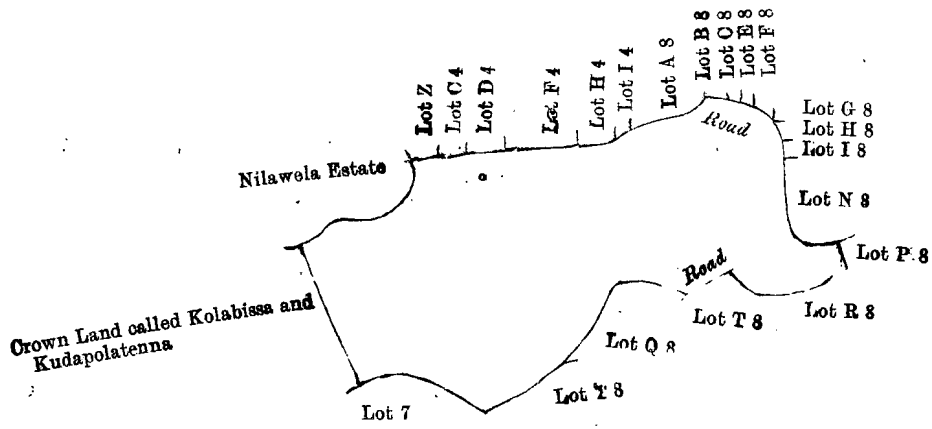 Lot Z
Lot C 4
Lot D 4
Lot F 4
Lot H 4
Lot I 4
Lot A 8
Lot B 8
Lot C 8
Lot E 8
Lot F 8
Road
Lot G 8
Lot H 8
Lot I 8
Nilawela Estate
Lot N 8
Lot P. 8
Road
Lot R 8
Lot T 8
Crown Land called Kolabissa and
Kudapolatenna
Lot Q 8
Lot 8
Lot 7